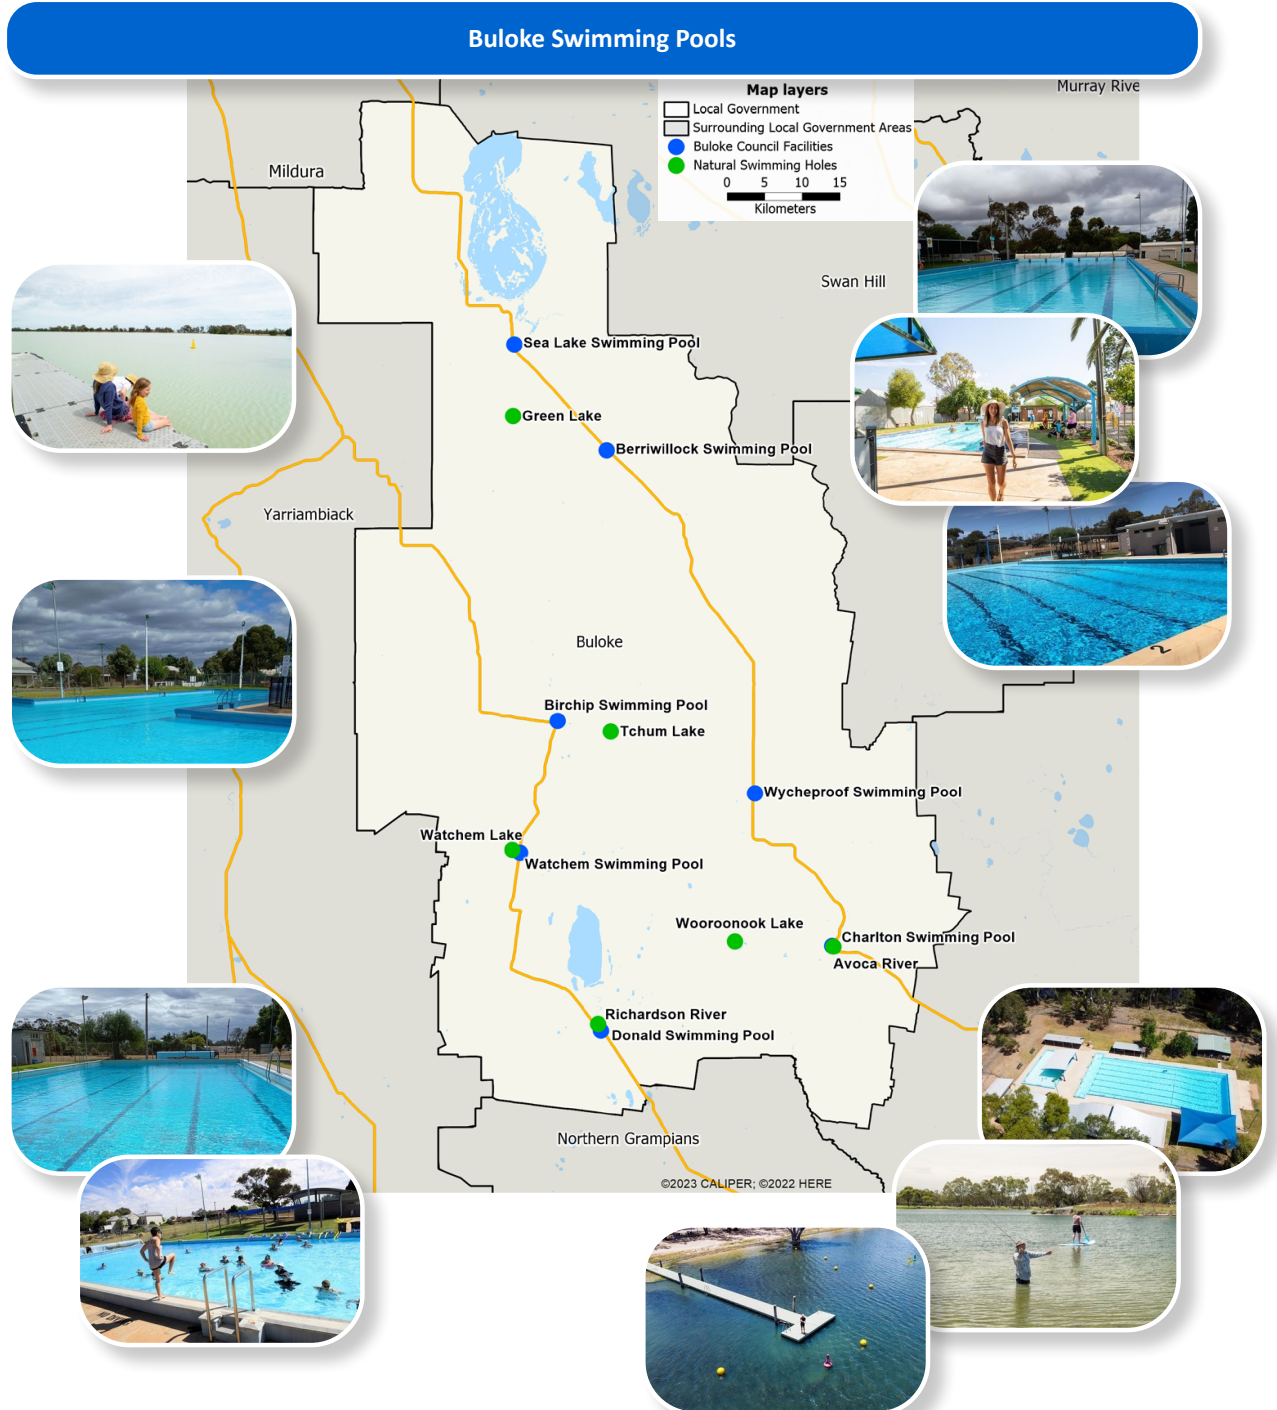 Buloke Swimming Pools
Map layers
Local Government
Surrounding Local Government Areas
Buloke Council Facilities
Natural Swimming Holes
0 5 10 15
Kilometers
Murray Rive
Mildura
Swan Hill
Sea Lake Swimming Pool
Green Lake
Berriwillock Swimming Pool
Yarriambiack
Buloke
Birchip Swimming Pool
Tchum Lake
Wycheproof Swimming Pool
Watchem Lake
Watchem Swimming Pool
Wooroonook Lake
Charlton Swimming Pool
Avoca River
Richardson River
Donald Swimming Pool
Northern Grampians
©2023 CALIPER; ©2022 HERE
2